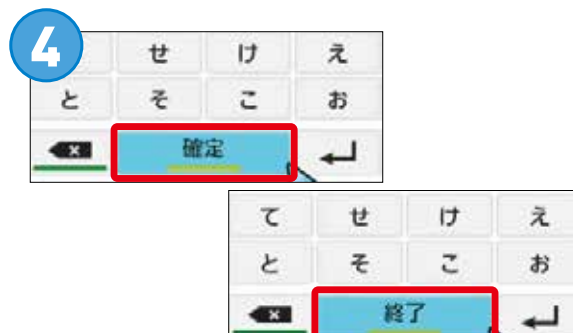 4
せ け え
と そ こ お
確定
て せ け え
と そ こ お
終了